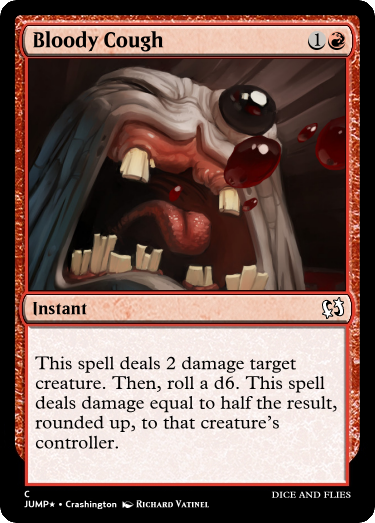 Bloody Cough 1
Instant
This spell deals 2 damage target
creature. Then, roll a d6. This spell
deals damage equal to half the result,
rounded up, to that creature's
controller.
C
JUMP★ • Crashington RICHARD VATINEL
DICE AND FLIES